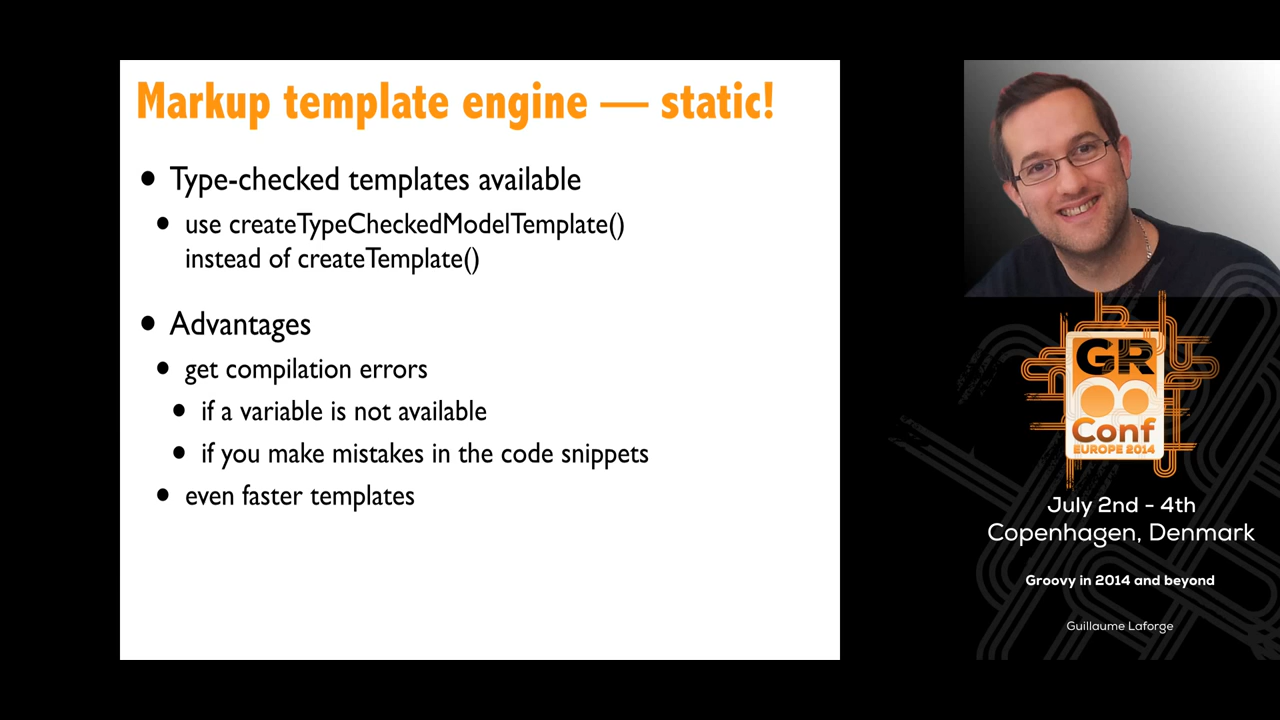 Markup template engine — static!
• Type-checked templates available
• use createTypeCheckedModelTemplate()
instead of createTemplate()
• Advantages
• get compilation errors
• if a variable is not available
• if you make mistakes in the code snippets
• even faster templates
GR
Conf
EUROPE 2014
July 2nd - 4th
Copenhagen, Denmark
Groovy in 2014 and beyond
Guillaume Laforge